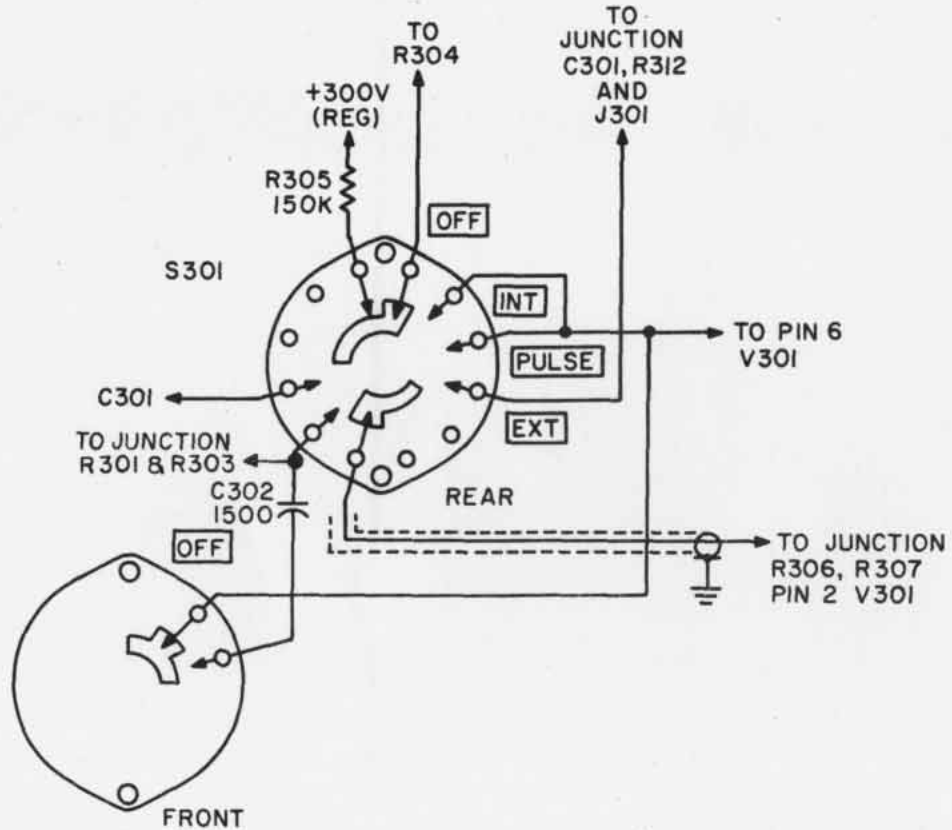 TO
R304
TO
JUNCTION
C301, R312
AND
J301
+300V
(REG)
R305
150K
OFF
S301
INT
TO PIN 6
V301
PULSE
C301
EXT
TO JUNCTION
R301 & R303
C302
1500
REAR
OFF
TO JUNCTION
R306, R307
PIN 2 V301
FRONT